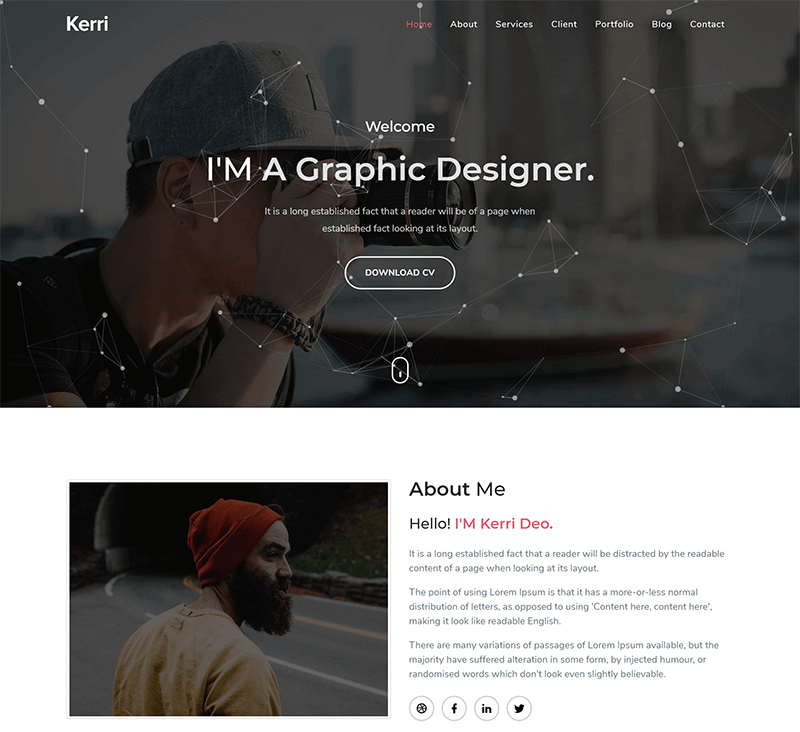 Kerri
Home About Services Client Portfolio Blog Contact
Welcome
I'M A Graphic Designer.
It is a long established fact that a reader will be of a page when
established fact looking at its layout.
DOWNLOAD CV
About Me
Hello! I'M Kerri Deo.
It is a long established fact that a reader will be distracted by the readable
content of a page when looking at its layout.
The point of using Lorem Ipsum is that it has a more-or-less normal
distribution of letters, as opposed to using 'Content here, content here',
making it look like readable English.
There are many variations of passages of Lorem Ipsum available, but the
majority have suffered alteration in some form, by injected humour, or
randomised words which don't look even slightly believable.